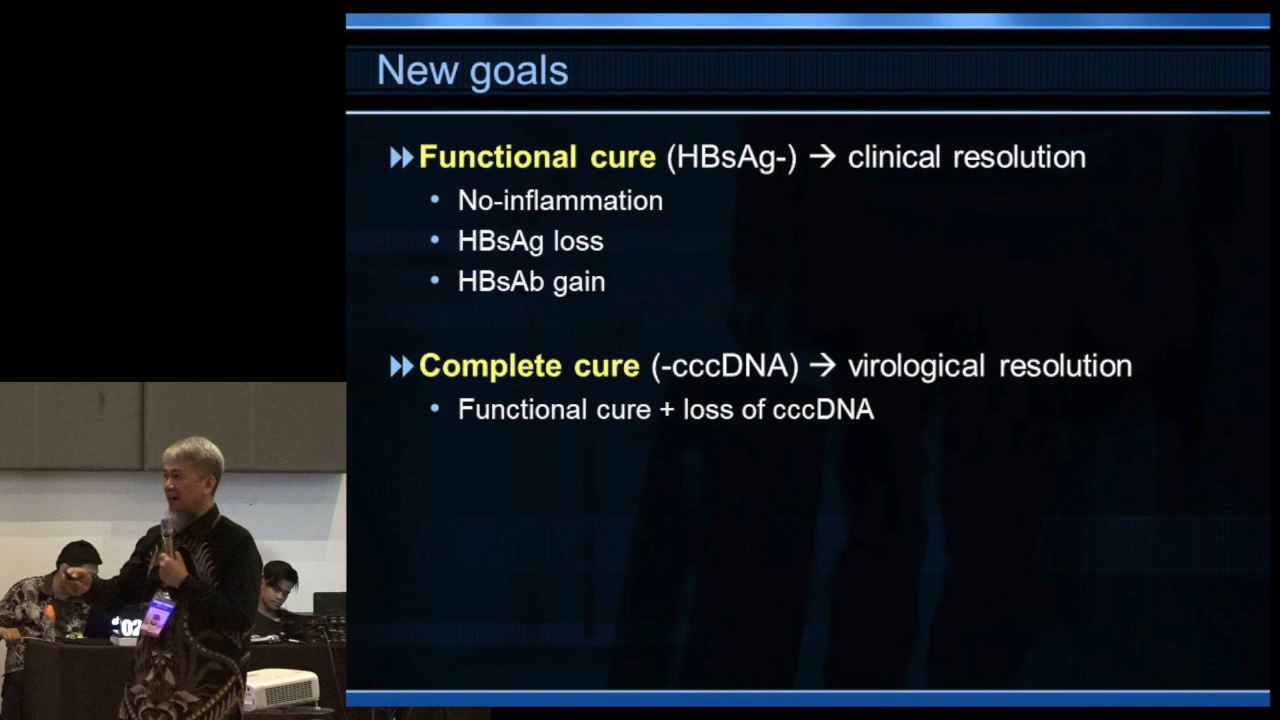 New goals
Functional cure (HBsAg-) → clinical resolution
• No-inflammation
• HBsAg loss
• HBsAb gain
Complete cure (-cccDNA) → virological resolution
• Functional cure + loss of cccDNA
02